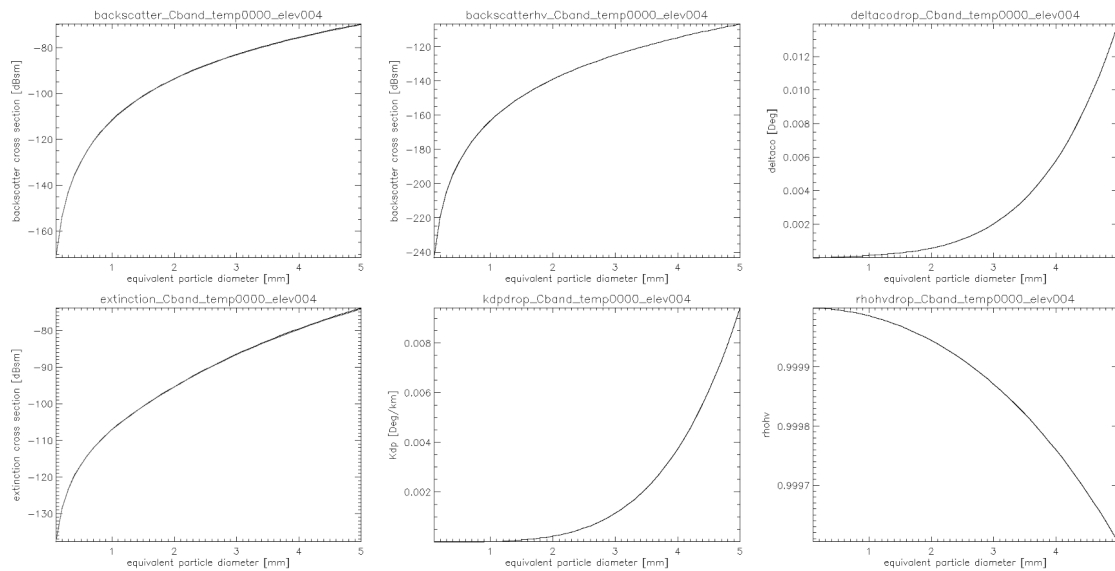 backscatter_Cband_temp0000_elev004
backscatter cross section [dBsm]
-80
-100
-120
-140
-160
1 2 3 4 5
equivalent particle diameter [mm]
backscatterhv_Cband_temp0000_elev004
backscatter cross section [dBsm]
-120
-140
-160
-180
-200
-220
-240
1 2 3 4 5
equivalent particle diameter [mm]
deltacodrop_Cband_temp0000_elev004
deltaco [Deg]
0.012
0.010
0.008
0.006
0.004
0.002
1 2 3 4
equivalent particle diameter [mm]
extinction_Cband_temp0000_elev004
extinction cross section [dBsm]
-80
-90
-100
-110
-120
-130
1 2 3 4 5
equivalent particle diameter [mm]
kdpdrop_Cband_temp0000_elev004
Kdp [Deg/km]
0.008
0.006
0.004
0.002
1 2 3 4 5
equivalent particle diameter [mm]
rhohvdrop_Cband_temp0000_elev004
rhohv
0.9999
0.9998
0.9997
1 2 3 4
equivalent particle diameter [mm]